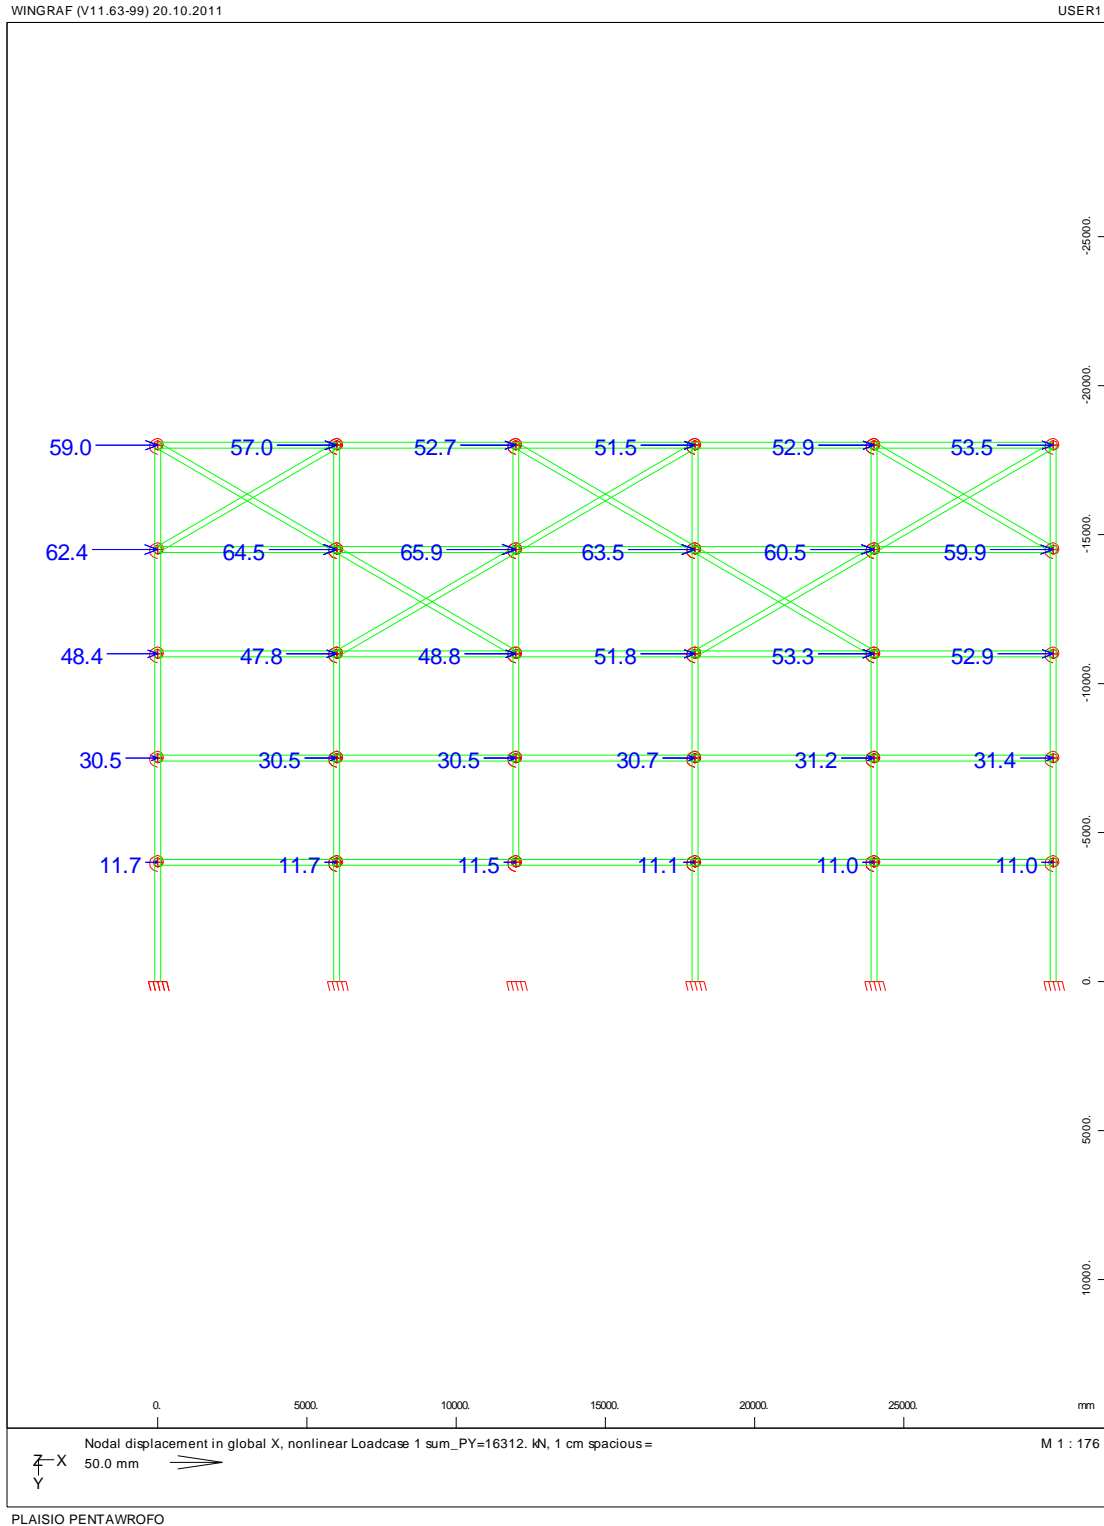 WINGRAF (V11.63-99) 20.10.2011 USER1
-25000.
-20000.
59.0 57.0 52.7 51.5 52.9 53.5
-15000.
62.4 64.5 65.9 63.5 60.5 59.9
48.4 47.8 48.8 51.8 53.3 52.9
-10000.
30.5 30.5 30.5 30.7 31.2 31.4
-5000.
11.7 11.7 11.5 11.1 11.0 11.0
0.
5000.
10000.
0. 5000. 10000. 15000. 20000. 25000. mm
Nodal displacement in global X, nonlinear Loadcase 1 sum_PY=16312. kN, 1 cm spacious = M 1 : 176
Z X 50.0 mm
Y
PLAISIO PENTAWROFO